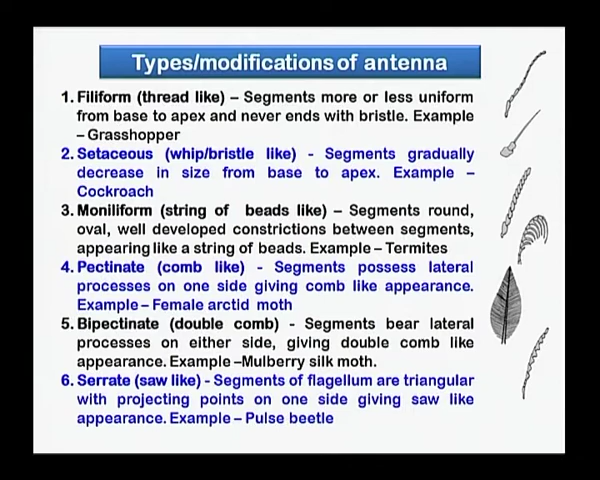 Types/modifications of antenna
1. Filiform (thread like) – Segments more or less uniform
from base to apex and never ends with bristle. Example
– Grasshopper
2. Setaceous (whip/bristle like) - Segments gradually
decrease in size from base to apex. Example –
Cockroach
3. Moniliform (string of beads like) – Segments round,
oval, well developed constrictions between segments,
appearing like a string of beads. Example – Termites
4. Pectinate (comb like) - Segments possess lateral
processes on one side giving comb like appearance.
Example – Female arctid moth
5. Bipectinate (double comb) - Segments bear lateral
processes on either side, giving double comb like
appearance. Example –Mulberry silk moth.
6. Serrate (saw like) - Segments of flagellum are triangular
with projecting points on one side giving saw like
appearance. Example – Pulse beetle